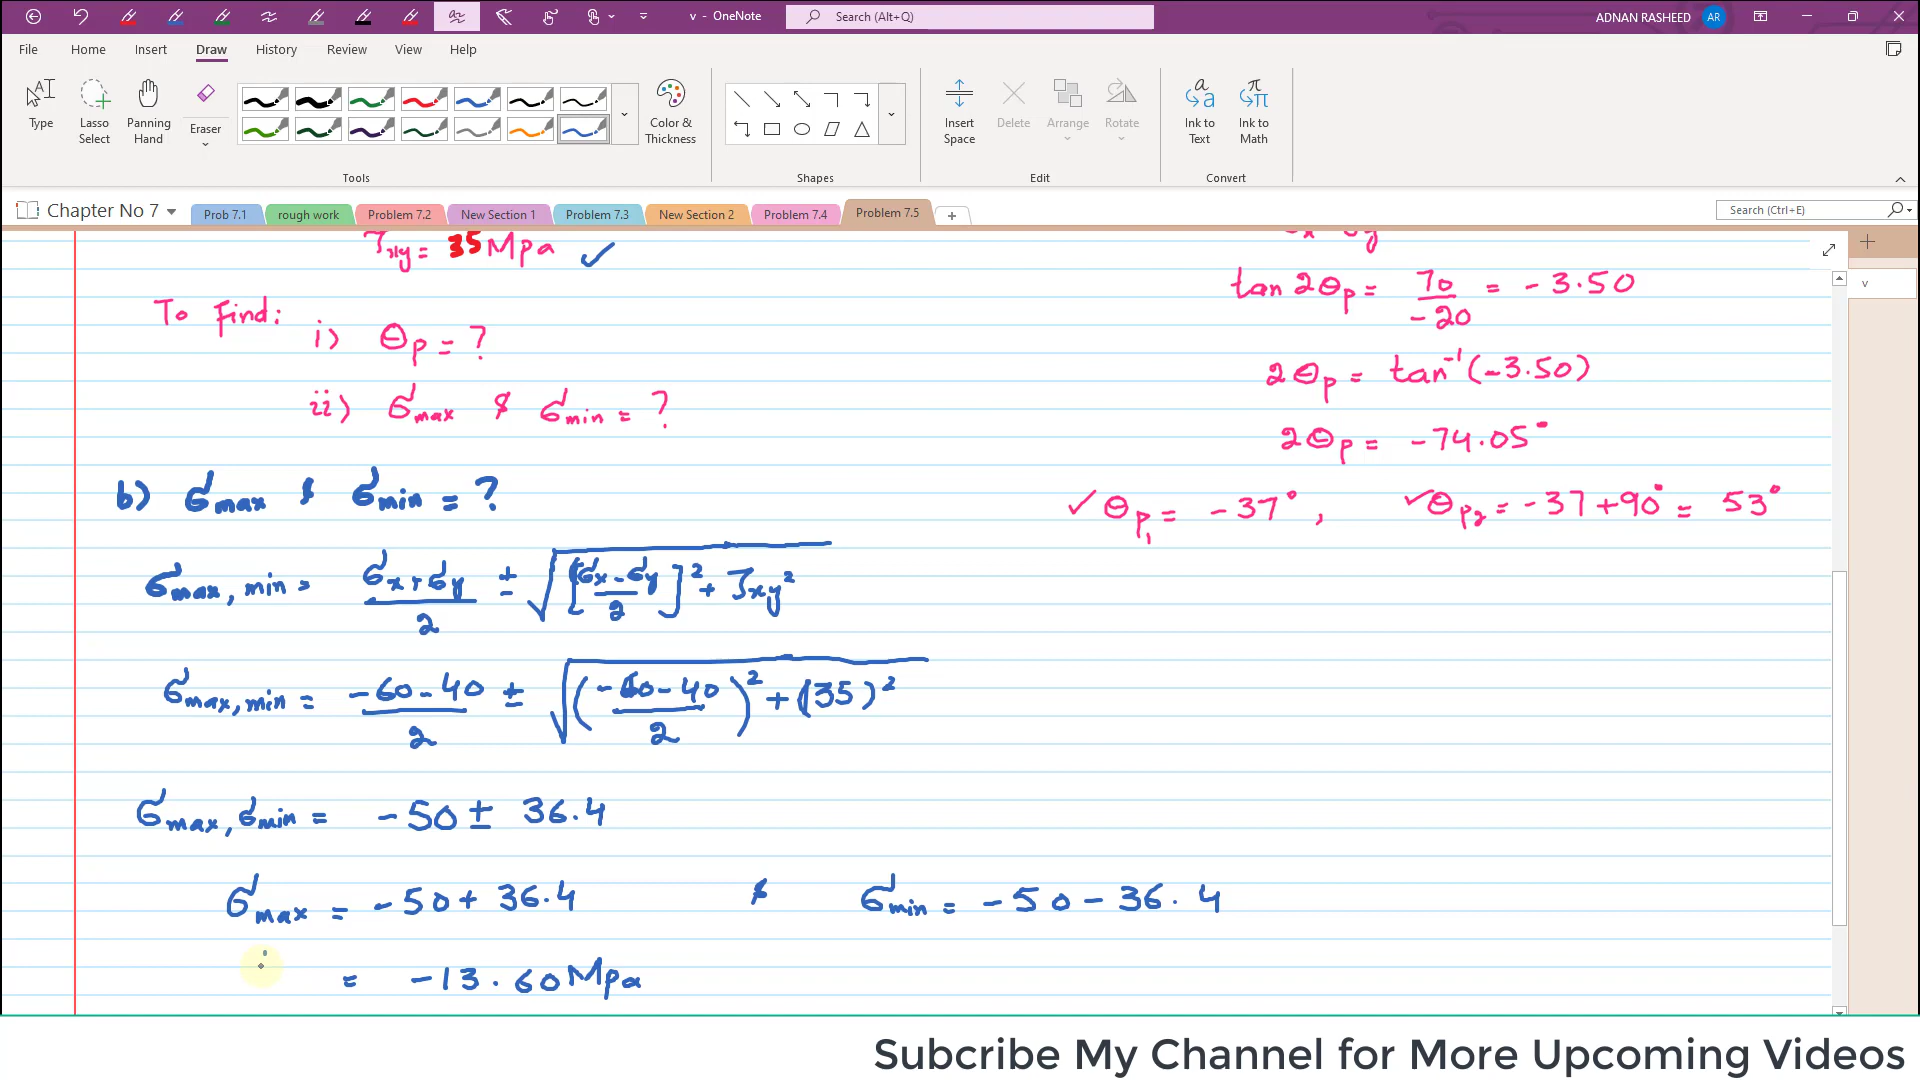 v - OneNote
Search (Alt+Q)
ADNAN RASHEED AR
File Home Insert Draw History Review View Help
Type Lasso Select Panning Hand Eraser Color & Thickness Insert Space Delete Arrange Rotate Ink to Text Ink to Math
Tools Shapes Edit Convert
Chapter No 7 Prob 7.1 rough work Problem 7.2 New Section 1 Problem 7.3 New Section 2 Problem 7.4 Problem 7.5 Search (Ctrl+E)
v
τxy = 35 Mpa ✓
To Find:
i) θp = ?
ii) σmax & σmin = ?
tan 2θp = 70/-20 = -3.50
2θp = tan⁻¹(-3.50)
2θp = -74.05°
✓ θp1 = -37°, ✓ θp2 = -37+90° = 53°
b) σmax & σmin = ?
σmax, min = (σx + σy)/2 ± √([(σx - σy)/2]² + τxy²)
σmax, min = (-60-40)/2 ± √((-60-40/2)² + (35)²)
σmax, σmin = -50 ± 36.4
σmax = -50 + 36.4 & σmin = -50 - 36.4
= -13.60 Mpa
Subcribe My Channel for More Upcoming Videos